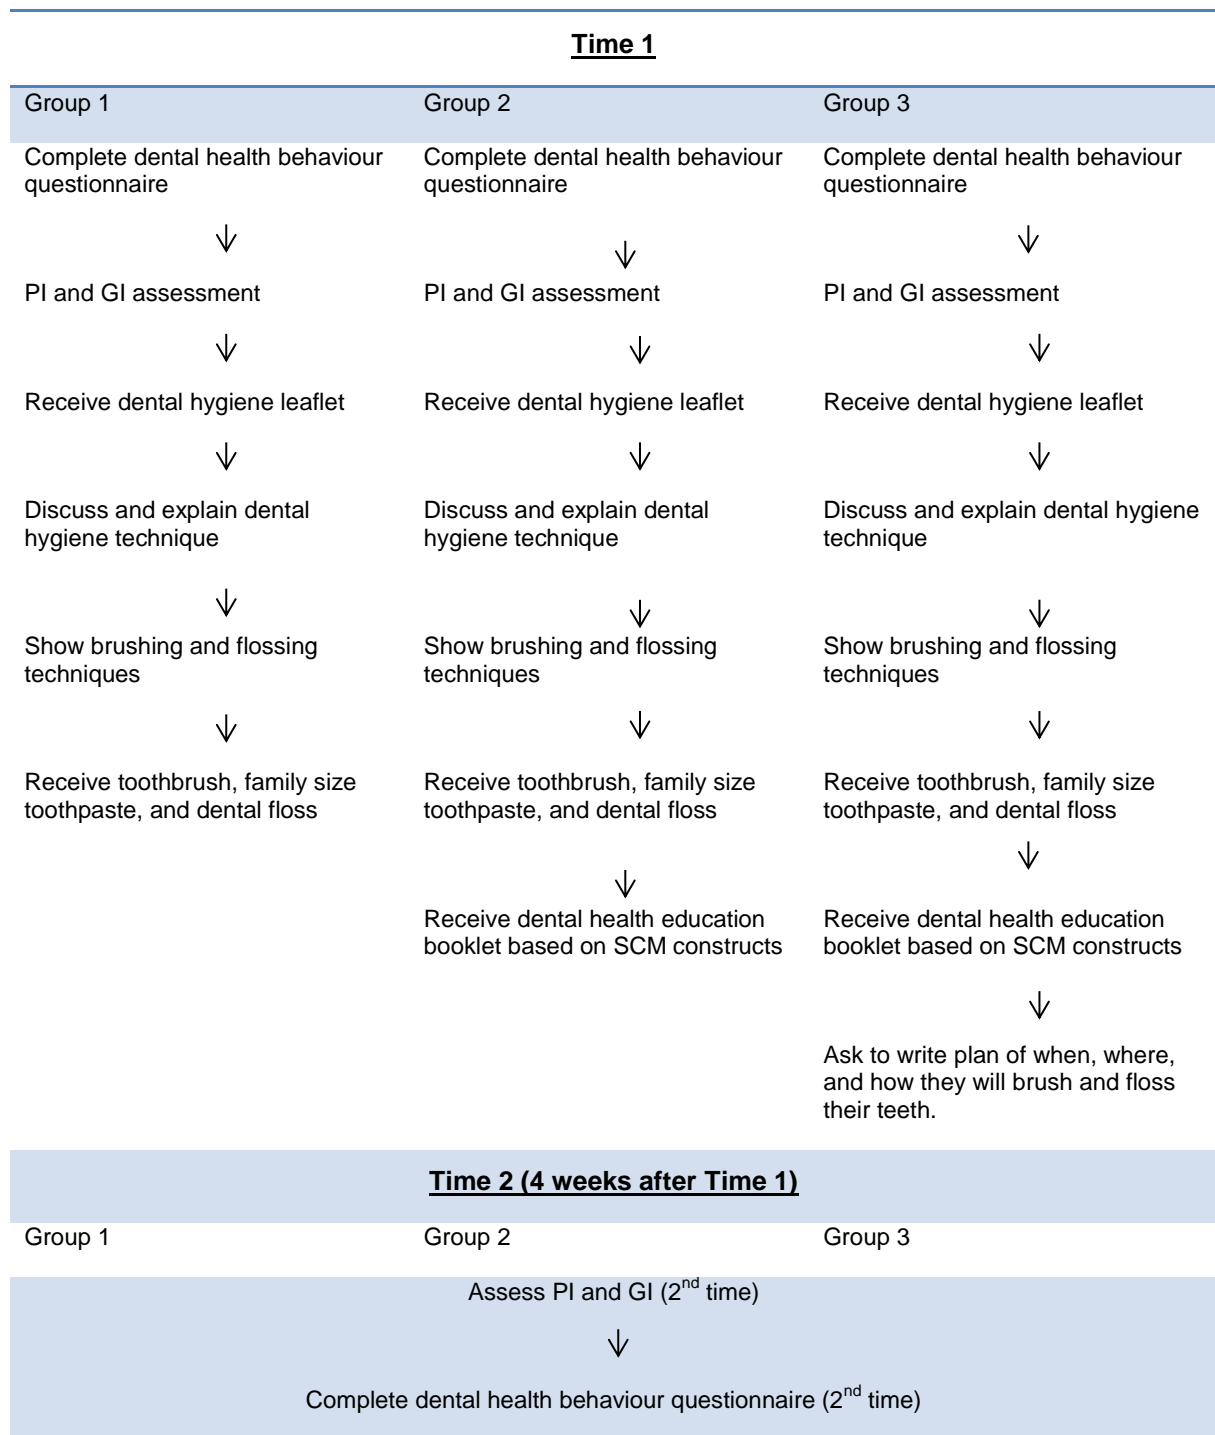 Time 1
Group 1 Group 2 Group 3
Complete dental health behaviour Complete dental health behaviour Complete dental health behaviour
questionnaire questionnaire questionnaire
PI and GI assessment PI and GI assessment PI and GI assessment
Receive dental hygiene leaflet Receive dental hygiene leaflet Receive dental hygiene leaflet
Discuss and explain dental Discuss and explain dental Discuss and explain dental hygiene
hygiene technique hygiene technique technique
Show brushing and flossing Show brushing and flossing Show brushing and flossing
techniques techniques techniques
Receive toothbrush, family size Receive toothbrush, family size Receive toothbrush, family size
toothpaste, and dental floss toothpaste, and dental floss toothpaste, and dental floss
Receive dental health education Receive dental health education
booklet based on SCM constructs booklet based on SCM constructs
Ask to write plan of when, where,
and how they will brush and floss
their teeth.
Time 2 (4 weeks after Time 1)
Group 1 Group 2 Group 3
Assess PI and GI (2nd time)
Complete dental health behaviour questionnaire (2nd time)